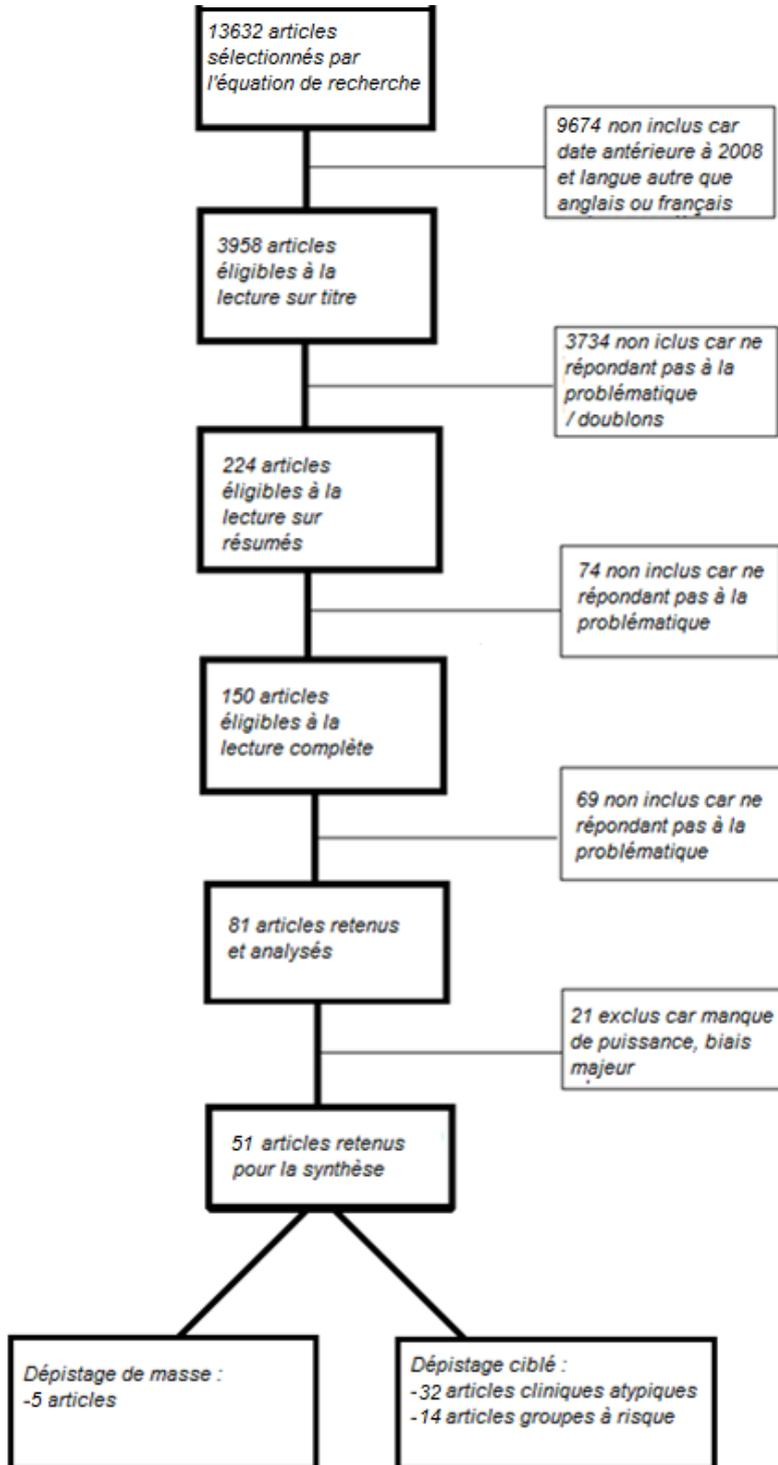 13632 articles
sélectionnés par
l'équation de recherche
9674 non inclus car
date antérieure à 2008
et langue autre que
anglais ou français
3958 articles
éligibles à la
lecture sur titre
3734 non iclus car ne
répondant pas à la
problématique
/ doublons
224 articles
éligibles à la
lecture sur
résumés
74 non inclus car ne
répondant pas à la
problématique
150 articles
éligibles à la
lecture complète
69 non inclus car ne
répondant pas à la
problématique
81 articles retenus
et analysés
21 exclus car manque
de puissance, biais
majeur
51 articles retenus
pour la synthèse
Dépistage de masse :
-5 articles
Dépistage ciblé :
-32 articles cliniques atypiques
-14 articles groupes à risque